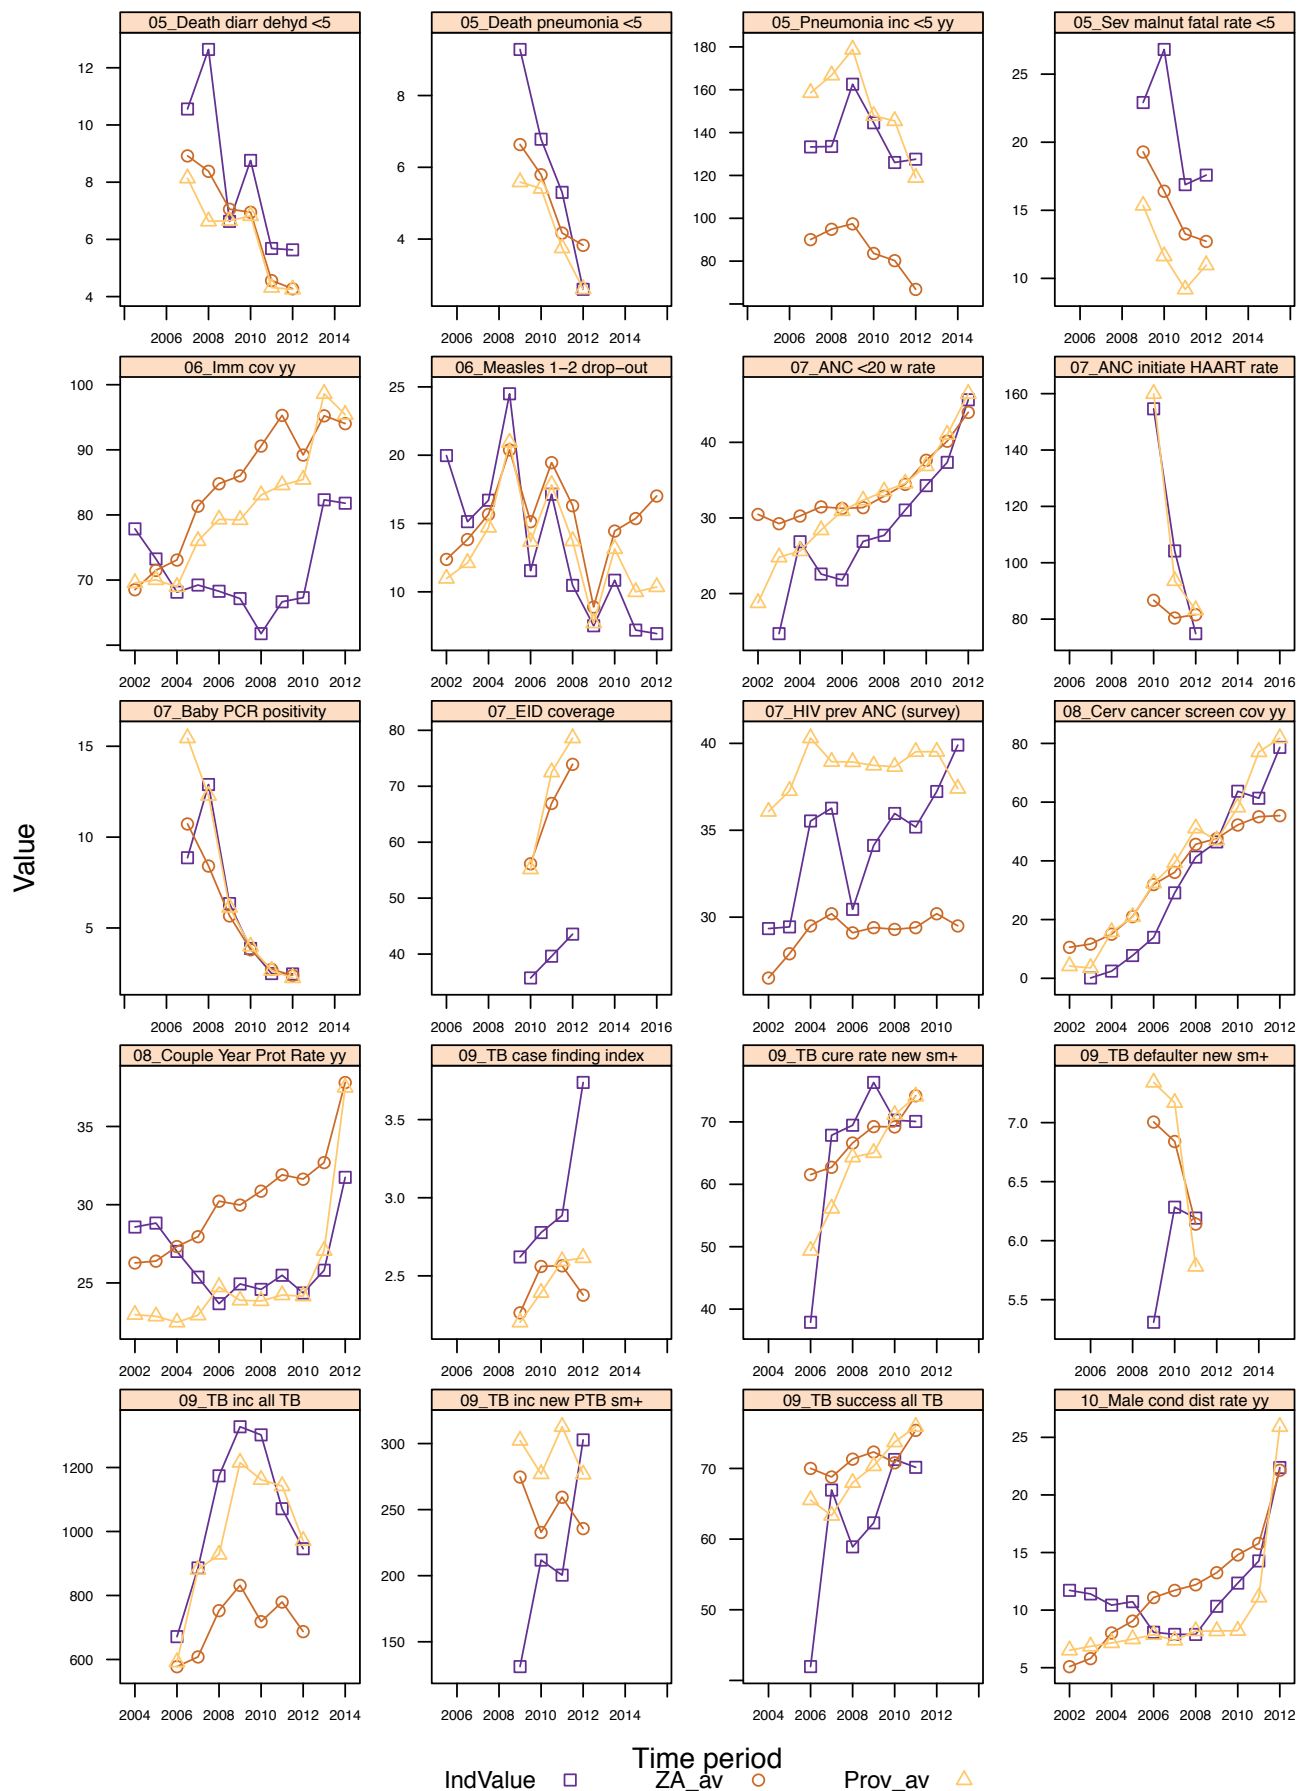 05_Death diarr dehyd <5 05_Death pneumonia <5 05_Pneumonia inc <5 yy 05_Sev malnut fatal rate <5
12 10 8 6 4
8 6 4
180 160 140 120 100 80
25 20 15 10
2006 2008 2010 2012 2014 2006 2008 2010 2012 2014 2006 2008 2010 2012 2014 2006 2008 2010 2012 2014
06_Imm cov yy 06_Measles 1−2 drop−out 07_ANC <20 w rate 07_ANC initiate HAART rate
100 90 80 70
25 20 15 10
40 30 20
160 140 120 100 80
2002 2004 2006 2008 2010 2012 2002 2004 2006 2008 2010 2012 2002 2004 2006 2008 2010 2012 2006 2008 2010 2012 2014 2016
07_Baby PCR positivity 07_EID coverage 07_HIV prev ANC (survey) 08_Cerv cancer screen cov yy
15 10 5
80 70 60 50 40
40 35 30
80 60 40 20 0
2006 2008 2010 2012 2014 2006 2008 2010 2012 2014 2016 2002 2004 2006 2008 2010 2002 2004 2006 2008 2010 2012
Value
08_Couple Year Prot Rate yy 09_TB case finding index 09_TB cure rate new sm+ 09_TB defaulter new sm+
35 30 25
3.5 3.0 2.5
70 60 50 40
7.0 6.5 6.0 5.5
2002 2004 2006 2008 2010 2012 2006 2008 2010 2012 2014 2004 2006 2008 2010 2012 2006 2008 2010 2012 2014
09_TB inc all TB 09_TB inc new PTB sm+ 09_TB success all TB 10_Male cond dist rate yy
1200 1000 800 600
300 250 200 150
70 60 50
25 20 15 10 5
2004 2006 2008 2010 2012 2014 2006 2008 2010 2012 2014 2004 2006 2008 2010 2012 2002 2004 2006 2008 2010 2012
Time period
IndValue ZA_av Prov_av